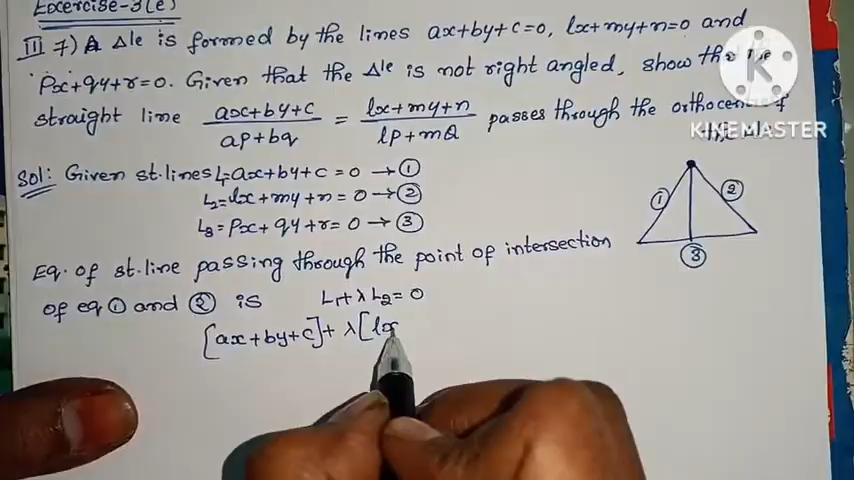 Exercise-3(e)
III 7) A Δle is formed by the lines ax+by+c=0, lx+my+n=0 and
px+qy+r=0. Given that the Δle is not right angled, show the
straight line (ax+by+c)/(ap+bq) = (lx+my+n)/(lp+mq) passes through the
K
KINEMASTER
Sol: Given st.lines L1=ax+by+c=0 → ①
L2=lx+my+n=0 → ②
L3=px+qy+r=0 → ③
① ②
③
Eq. of st.line passing through the point of intersection
of eq ① and ② is L1+λL2=0
[ax+by+c]+λ[lx